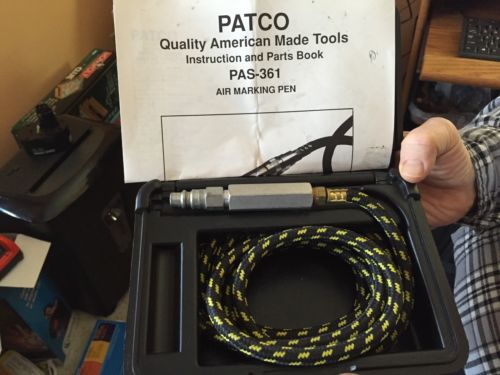 PATCO
Quality American Made Tools
Instruction and Parts Book
PAS-361
AIR MARKING PEN